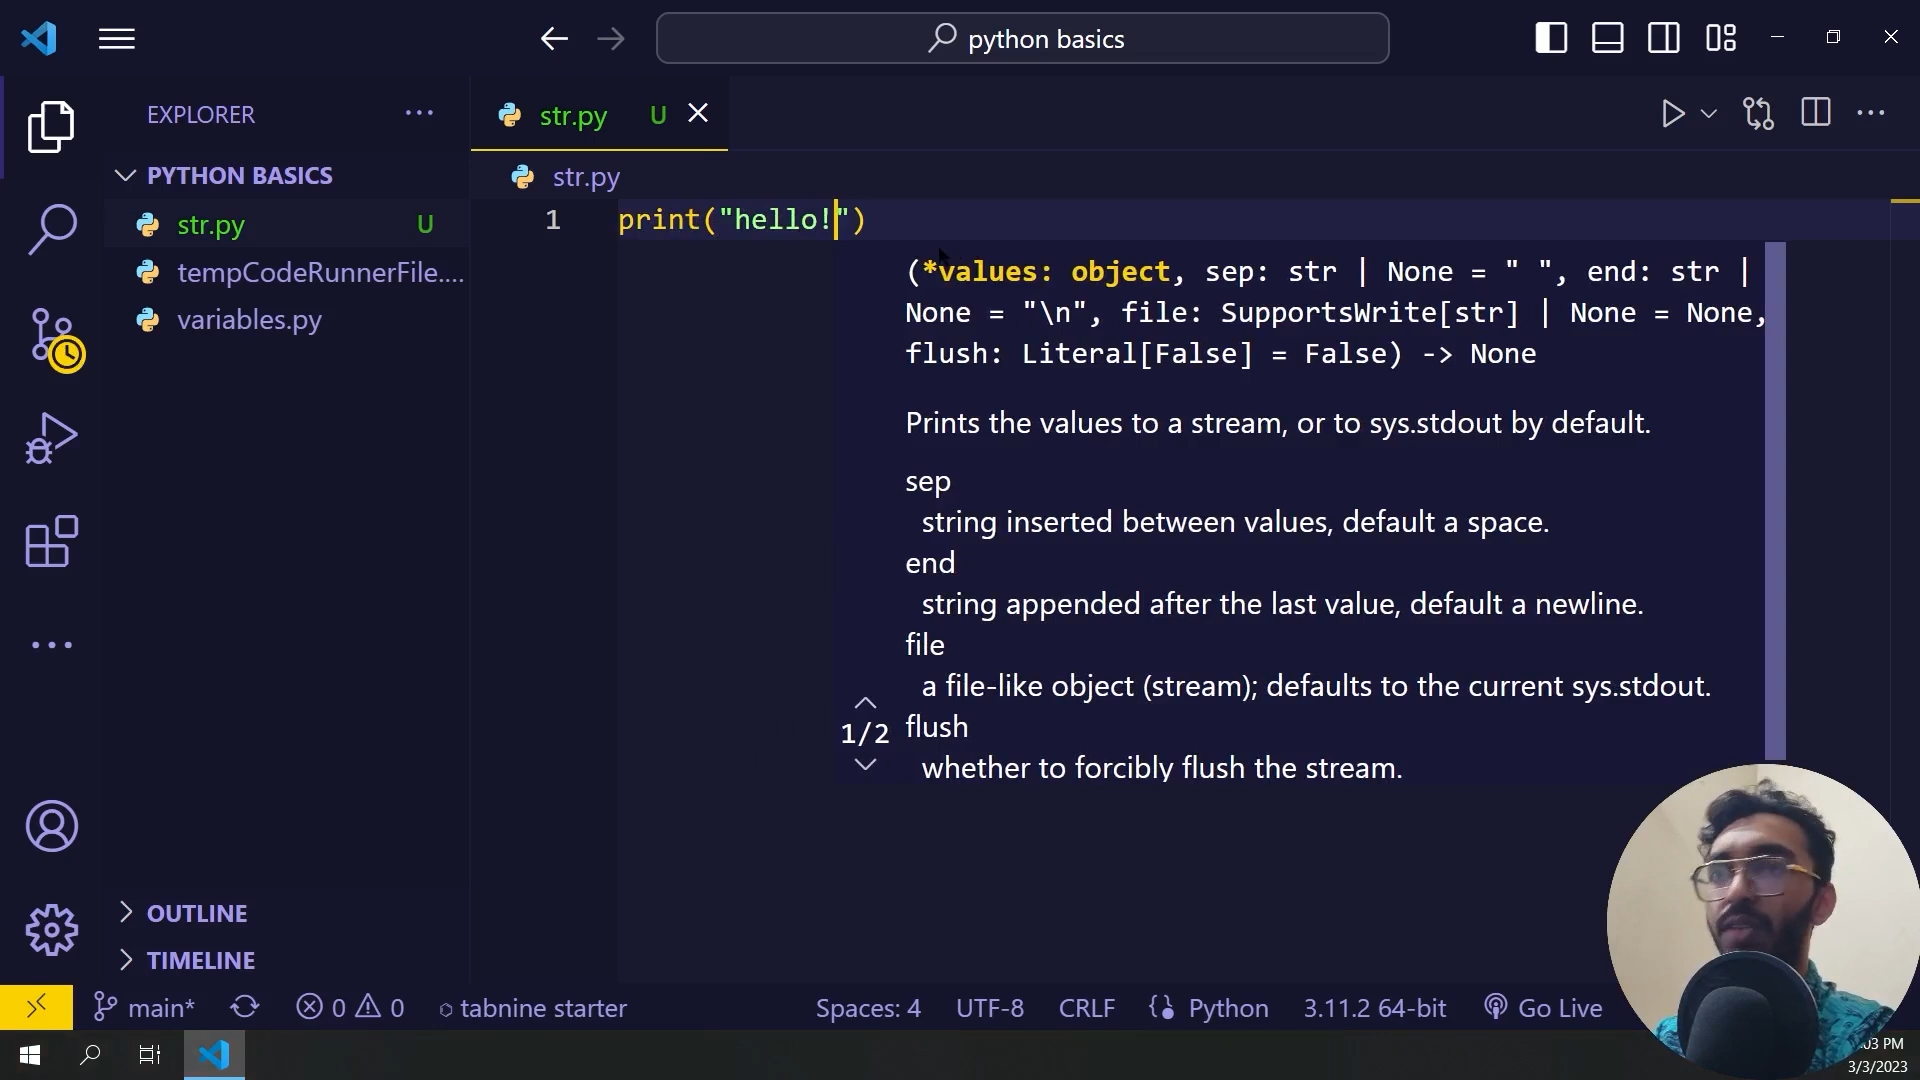 python basics
EXPLORER
PYTHON BASICS
str.py U
tempCodeRunnerFile....
variables.py
OUTLINE
TIMELINE
str.py U
str.py
1 print("hello!")
(*values: object, sep: str | None = " ", end: str |
None = "\n", file: SupportsWrite[str] | None = None,
flush: Literal[False] = False) -> None
Prints the values to a stream, or to sys.stdout by default.
sep
string inserted between values, default a space.
end
string appended after the last value, default a newline.
file
a file-like object (stream); defaults to the current sys.stdout.
1/2
flush
whether to forcibly flush the stream.
main* 0 0 tabnine starter Spaces: 4 UTF-8 CRLF Python 3.11.2 64-bit Go Live
:03 PM
3/3/2023